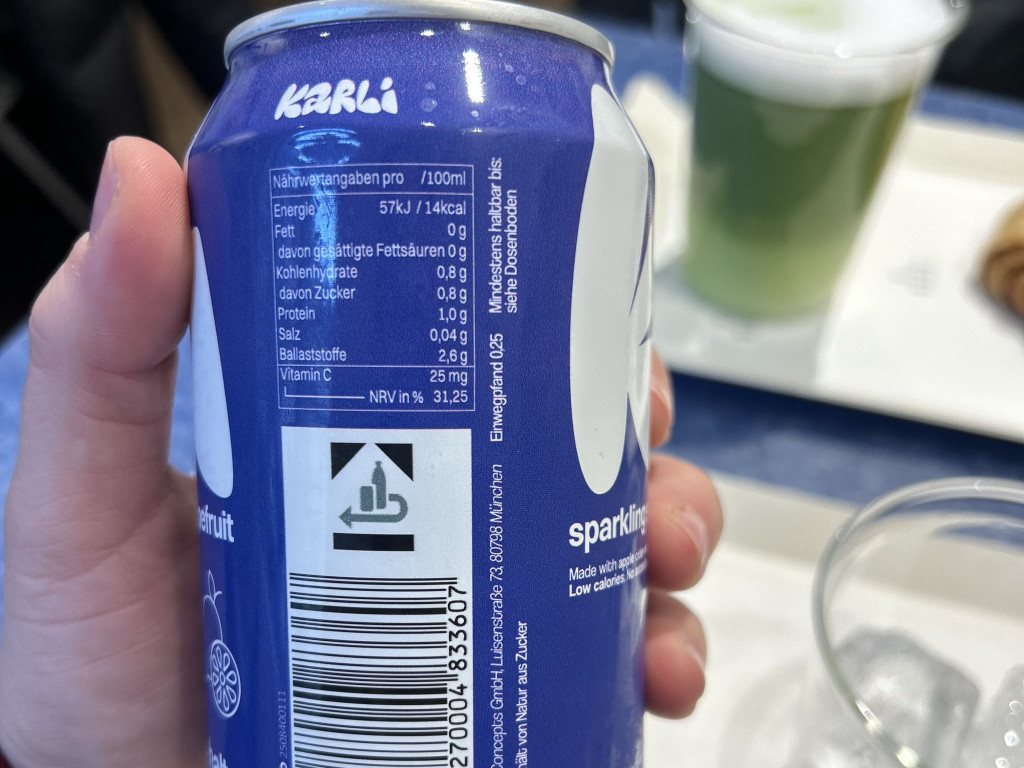 KARLi
Nährwertangaben pro /100ml
Energie 57kJ / 14kcal
Fett 0 g
davon gesättigte Fettsäuren 0 g
Kohlenhydrate 0,8 g
davon Zucker 0,8 g
Protein 1,0 g
Salz 0,04 g
Ballaststoffe 2,6 g
Vitamin C 25 mg
NRV in % 31,25
Mindestens haltbar bis:
siehe Dosenboden
Einwegpfand 0,25
Concepts GmbH, Luisenstraße 73, 80798 München
von Natur aus Zucker
270004 833607
2508400111
sparkling
Made with
Low calories.